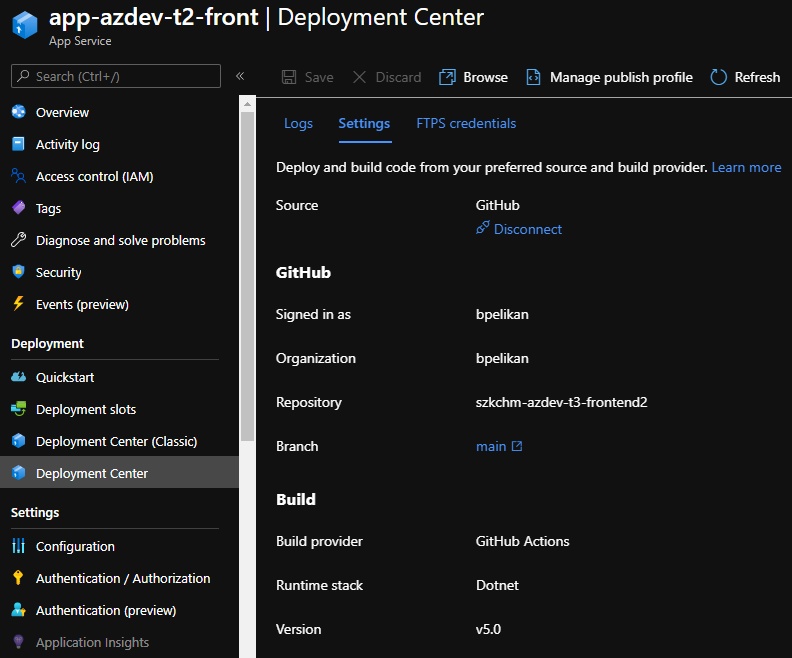 app-azdev-t2-front | Deployment Center
App Service
Search (Ctrl+/)
«
Save
Discard
Browse
Manage publish profile
Refresh
Overview
Activity log
Access control (IAM)
Tags
Diagnose and solve problems
Security
Events (preview)
Deployment
Quickstart
Deployment slots
Deployment Center (Classic)
Deployment Center
Settings
Configuration
Authentication / Authorization
Authentication (preview)
Application Insights
Logs Settings FTPS credentials
Deploy and build code from your preferred source and build provider. Learn more
Source GitHub
Disconnect
GitHub
Signed in as bpelikan
Organization bpelikan
Repository szkchm-azdev-t3-frontend2
Branch main
Build
Build provider GitHub Actions
Runtime stack Dotnet
Version v5.0